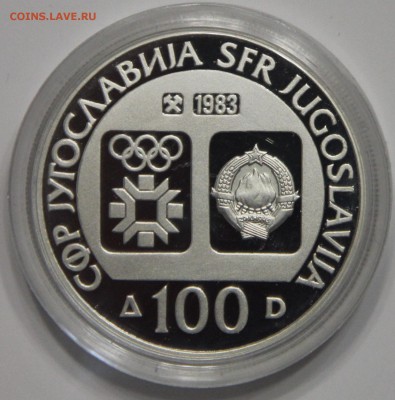 COINS.LAVE.RU
СФР ЈУГОСЛАВИЈА SFR JUGOSLAVIJA
1983
Д 100 D